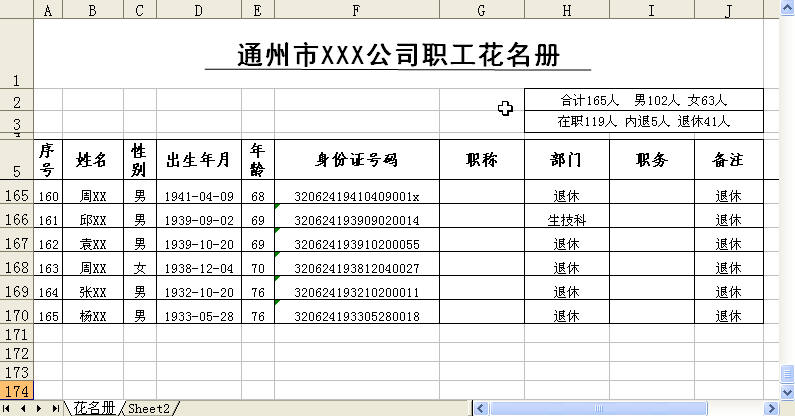 A B C D E F G H I J
1 通州市XXX公司职工花名册
2 合计165人 男102人 女63人
3 在职119人 内退5人 退休41人
4
5 序号 姓名 性别 出生年月 年龄 身份证号码 职称 部门 职务 备注
165 160 周XX 男 1941-04-09 68 32062419410409001x 退休 退休
166 161 邱XX 男 1939-09-02 69 320624193909020014 生技科 退休
167 162 袁XX 男 1939-10-20 69 320624193910200055 退休 退休
168 163 周XX 女 1938-12-04 70 320624193812040027 退休 退休
169 164 张XX 男 1932-10-20 76 320624193210200011 退休 退休
170 165 杨XX 男 1933-05-28 76 320624193305280018 退休 退休
171
172
173
174
花名册 Sheet2